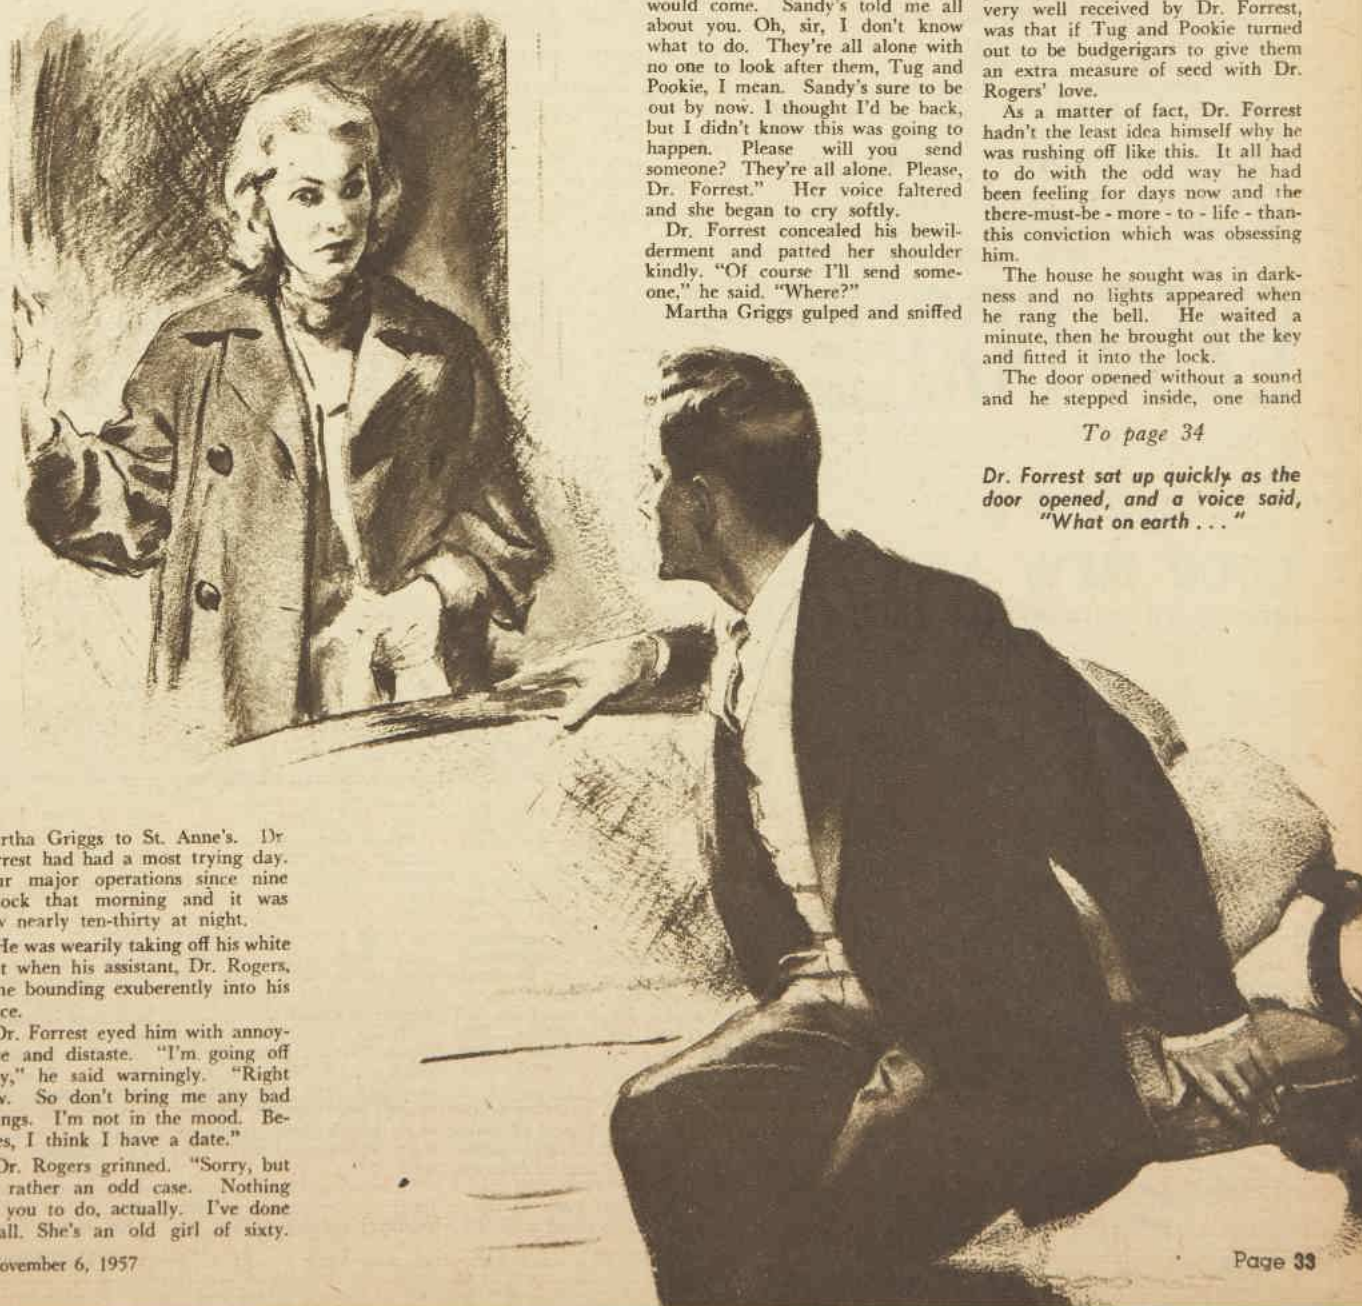 rtha Griggs to St. Anne's. Dr
rrest had had a most trying day.
ur major operations since nine
ock that morning and it was
w nearly ten-thirty at night.
He was wearily taking off his white
t when his assistant, Dr. Rogers,
ne bounding exuberently into his
ce.
Dr. Forrest eyed him with annoy-
e and distaste. "I'm going off
y," he said warningly. "Right
w. So don't bring me any bad
ngs. I'm not in the mood. Be-
es, I think I have a date."
Dr. Rogers grinned. "Sorry, but
rather an odd case. Nothing
you to do, actually. I've done
all. She's an old girl of sixty.
would come. Sandy's told me all
about you. Oh, sir, I don't know
what to do. They're all alone with
no one to look after them, Tug and
Pookie, I mean. Sandy's sure to be
out by now. I thought I'd be back,
but I didn't know this was going to
happen. Please will you send
someone? They're all alone. Please,
Dr. Forrest." Her voice faltered
and she began to cry softly.
Dr. Forrest concealed his bewil-
derment and patted her shoulder
kindly. "Of course I'll send some-
one," he said. "Where?"
Martha Griggs gulped and sniffed
very well received by Dr. Forrest,
was that if Tug and Pookie turned
out to be budgerigars to give them
an extra measure of seed with Dr.
Rogers' love.
As a matter of fact, Dr. Forrest
hadn't the least idea himself why he
was rushing off like this. It all had
to do with the odd way he had
been feeling for days now and the
there-must-be - more - to - life - than-
this conviction which was obsessing
him.
The house he sought was in dark-
ness and no lights appeared when
he rang the bell. He waited a
minute, then he brought out the key
and fitted it into the lock.
The door opened without a sound
and he stepped inside, one hand
To page 34
Dr. Forrest sat up quickly as the
door opened, and a voice said,
"What on earth . . . "
ovember 6, 1957
Page 33